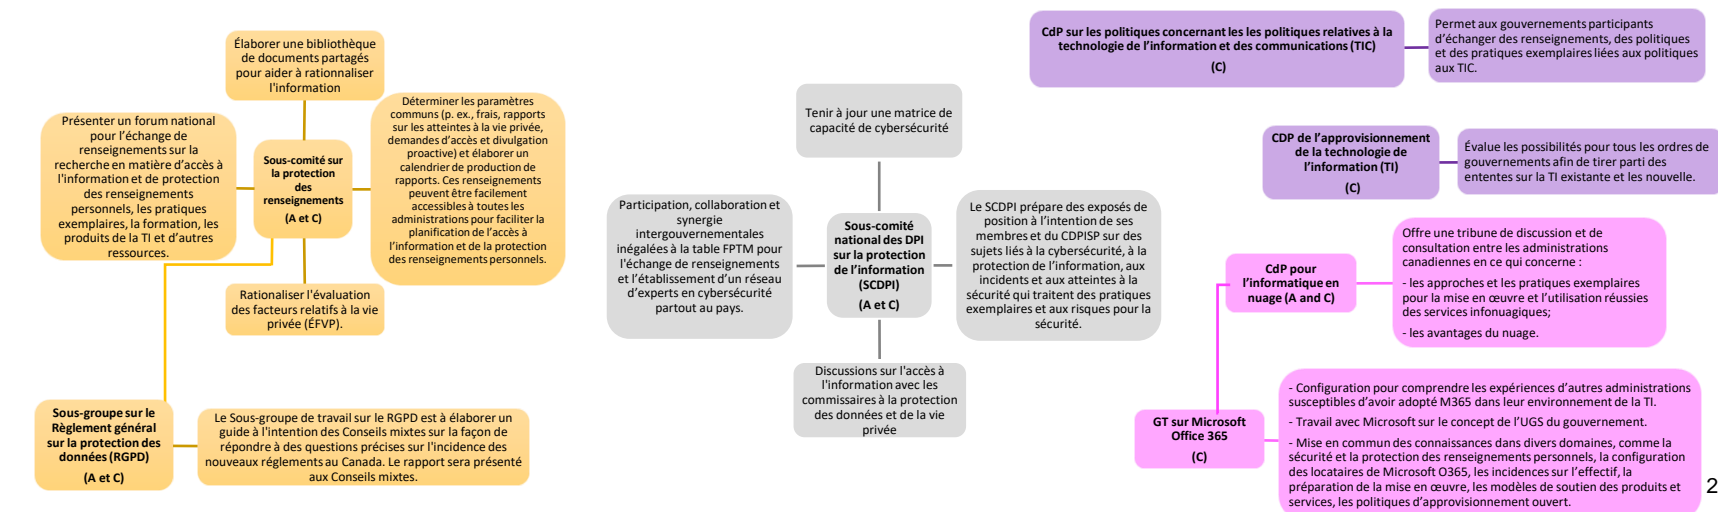 Élaborer une bibliothèque
de documents partagés
pour aider à rationnaliser
l'information
Présenter un forum national
pour l'échange de
renseignements sur la
recherche en matière d'accès à
l'information et de protection
des renseignements
personnels, les pratiques
exemplaires, la formation, les
produits de la TI et d'autres
ressources.
Sous-comité sur
la protection
des
renseignements
(A et C)
Déterminer les paramètres
communs (p. ex., frais, rapports
sur les atteintes à la vie privée,
demandes d'accès et divulgation
proactive) et élaborer un
calendrier de production de
rapports. Ces renseignements
peuvent être facilement
accessibles à toutes les
administrations pour faciliter la
planification de l'accès à
l'information et de la protection
des renseignements personnels.
Rationaliser l'évaluation
des facteurs relatifs à la vie
privée (ÉFVP).
Sous-groupe sur le
Règlement général
sur la protection des
données (RGPD)
(A et C)
Le Sous-groupe de travail sur le RGPD est à élaborer un
guide à l'intention des Conseils mixtes sur la façon de
répondre à des questions précises sur l'incidence des
nouveaux réglements au Canada. Le rapport sera présenté
aux Conseils mixtes.
Tenir à jour une matrice de
capacité de cybersécurité
Participation, collaboration et
synergie
intergouvernementales
inégalées à la table FPTM pour
l'échange de renseignements
et l'établissement d'un réseau
d'experts en cybersécurité
partout au pays.
Sous-comité
national des DPI
sur la protection
de l'information
(SCDPI)
(A et C)
Le SCDPI prépare des exposés de
position à l'intention de ses
membres et du CDPISP sur des
sujets liés à la cybersécurité, à la
protection de l'information, aux
incidents et aux atteintes à la
sécurité qui traitent des pratiques
exemplaires et aux risques pour la
sécurité.
Discussions sur l'accès à
l'information avec les
commissaires à la protection
des données et de la vie
privée
CdP sur les politiques concernant les les politiques relatives à la
technologie de l'information et des communications (TIC)
(C)
Permet aux gouvernements participants
d'échanger des renseignements, des politiques
et des pratiques exemplaires liées aux politiques
aux TIC.
CDP de l'approvisionnement
de la technologie de
l'information (TI)
(C)
Évalue les possibilités pour tous les ordres de
gouvernements afin de tirer parti des
ententes sur la TI existante et les nouvelle.
CdP pour
l'informatique en
nuage (A and C)
Offre une tribune de discussion et de
consultation entre les administrations
canadiennes en ce qui concerne :
- les approches et les pratiques exemplaires
pour la mise en œuvre et l'utilisation réussies
des services infonuagiques;
- les avantages du nuage.
GT sur Microsoft
Office 365
(C)
- Configuration pour comprendre les expériences d'autres administrations
susceptibles d'avoir adopté M365 dans leur environnement de la TI.
- Travail avec Microsoft sur le concept de l'UGS du gouvernement.
- Mise en commun des connaissances dans divers domaines, comme la
sécurité et la protection des renseignements personnels, la configuration
des locataires de Microsoft O365, les incidences sur l'effectif, la
préparation de la mise en œuvre, les modèles de soutien des produits et
services, les politiques d'approvisionnement ouvert.
2